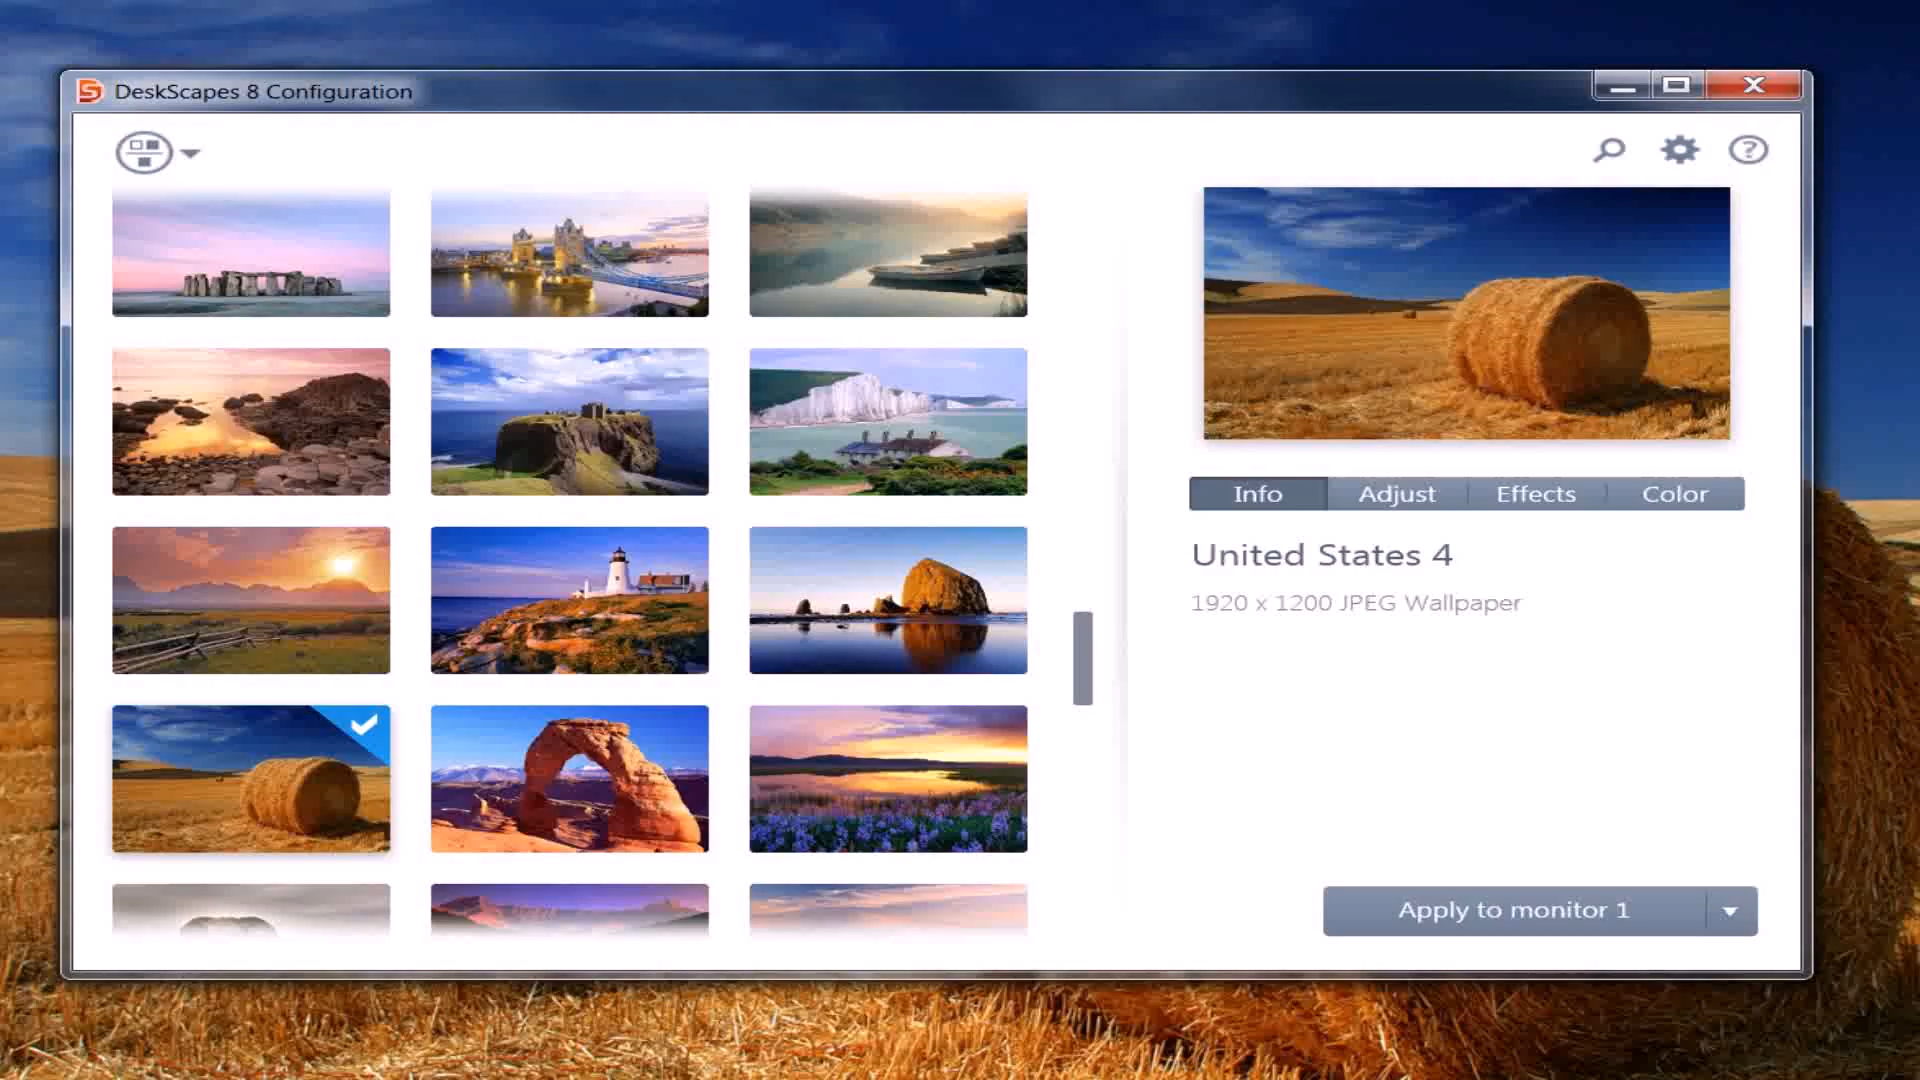 DeskScapes 8 Configuration
Info Adjust Effects Color
United States 4
1920 x 1200 JPEG Wallpaper
Apply to monitor 1